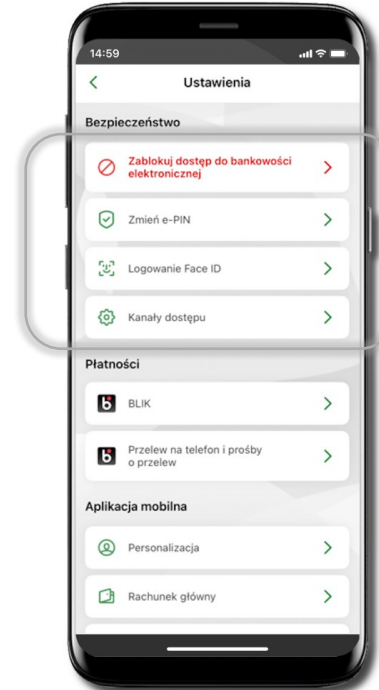 14:59
Ustawienia
Bezpieczeństwo
Zablokuj dostęp do bankowości
elektronicznej
Zmień e-PIN
Logowanie Face ID
Kanały dostępu
Płatności
BLIK
Przelew na telefon i prośby
o przelew
Aplikacja mobilna
Personalizacja
Rachunek główny